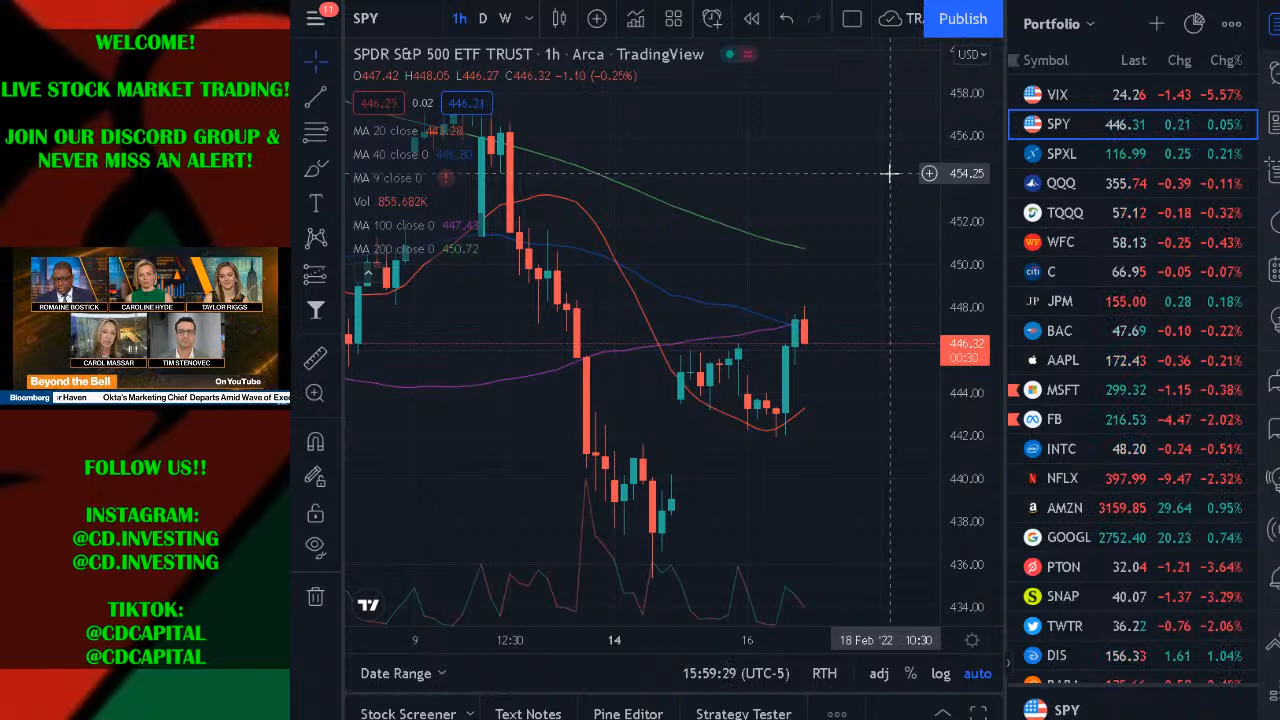 WELCOME!
LIVE STOCK MARKET TRADING!
JOIN OUR DISCORD GROUP &
NEVER MISS AN ALERT!
ROMAINE BOSTICK
CAROLINE HYDE
TAYLOR RIGGS
CAROL MASSAR
TIM STENOVEC
Beyond the Bell
On YouTube
Bloomberg
r Haven Okta's Marketing Chief Departs Amid Wave of Exe
FOLLOW US!!
INSTAGRAM:
@CD.INVESTING
@CD.INVESTING
TIKTOK:
@CDCAPITAL
@CDCAPITAL
11
SPY 1h D W
TR
Publish
SPDR S&P 500 ETF TRUST · 1h · Arca · TradingView
USD
O447.42 H448.05 L446.27 C446.32 −1.10 (−0.25%)
446.25 0.02 446.21
MA 20 close
MA 40 close 0 446.80
MA 9 close 0 !
Vol 855.682K
MA 100 close 0 447.43
MA 200 close 0 450.72
458.00
456.00
454.25
452.00
450.00
448.00
446.32
00:30
444.00
442.00
440.00
438.00
436.00
434.00
9 12:30 14 16 18 Feb '22 10:30
Date Range 15:59:29 (UTC-5) RTH adj % log auto
Stock Screener Text Notes Pine Editor Strategy Tester
Portfolio
Symbol Last Chg Chg%
VIX 24.26 −1.43 −5.57%
SPY 446.31 0.21 0.05%
SPXL 116.99 0.25 0.21%
QQQ 355.74 −0.39 −0.11%
TQQQ 57.12 −0.18 −0.32%
WFC 58.13 −0.25 −0.43%
citi C 66.95 −0.05 −0.07%
JP JPM 155.00 0.28 0.18%
BAC 47.69 −0.10 −0.22%
AAPL 172.43 −0.36 −0.21%
MSFT 299.32 −1.15 −0.38%
FB 216.53 −4.47 −2.02%
INTC 48.20 −0.24 −0.51%
NFLX 397.99 −9.47 −2.32%
AMZN 3159.85 29.64 0.95%
GOOGL 2752.40 20.23 0.74%
PTON 32.04 −1.21 −3.64%
SNAP 40.07 −1.37 −3.29%
TWTR 36.22 −0.76 −2.06%
DIS 156.33 1.61 1.04%
SPY